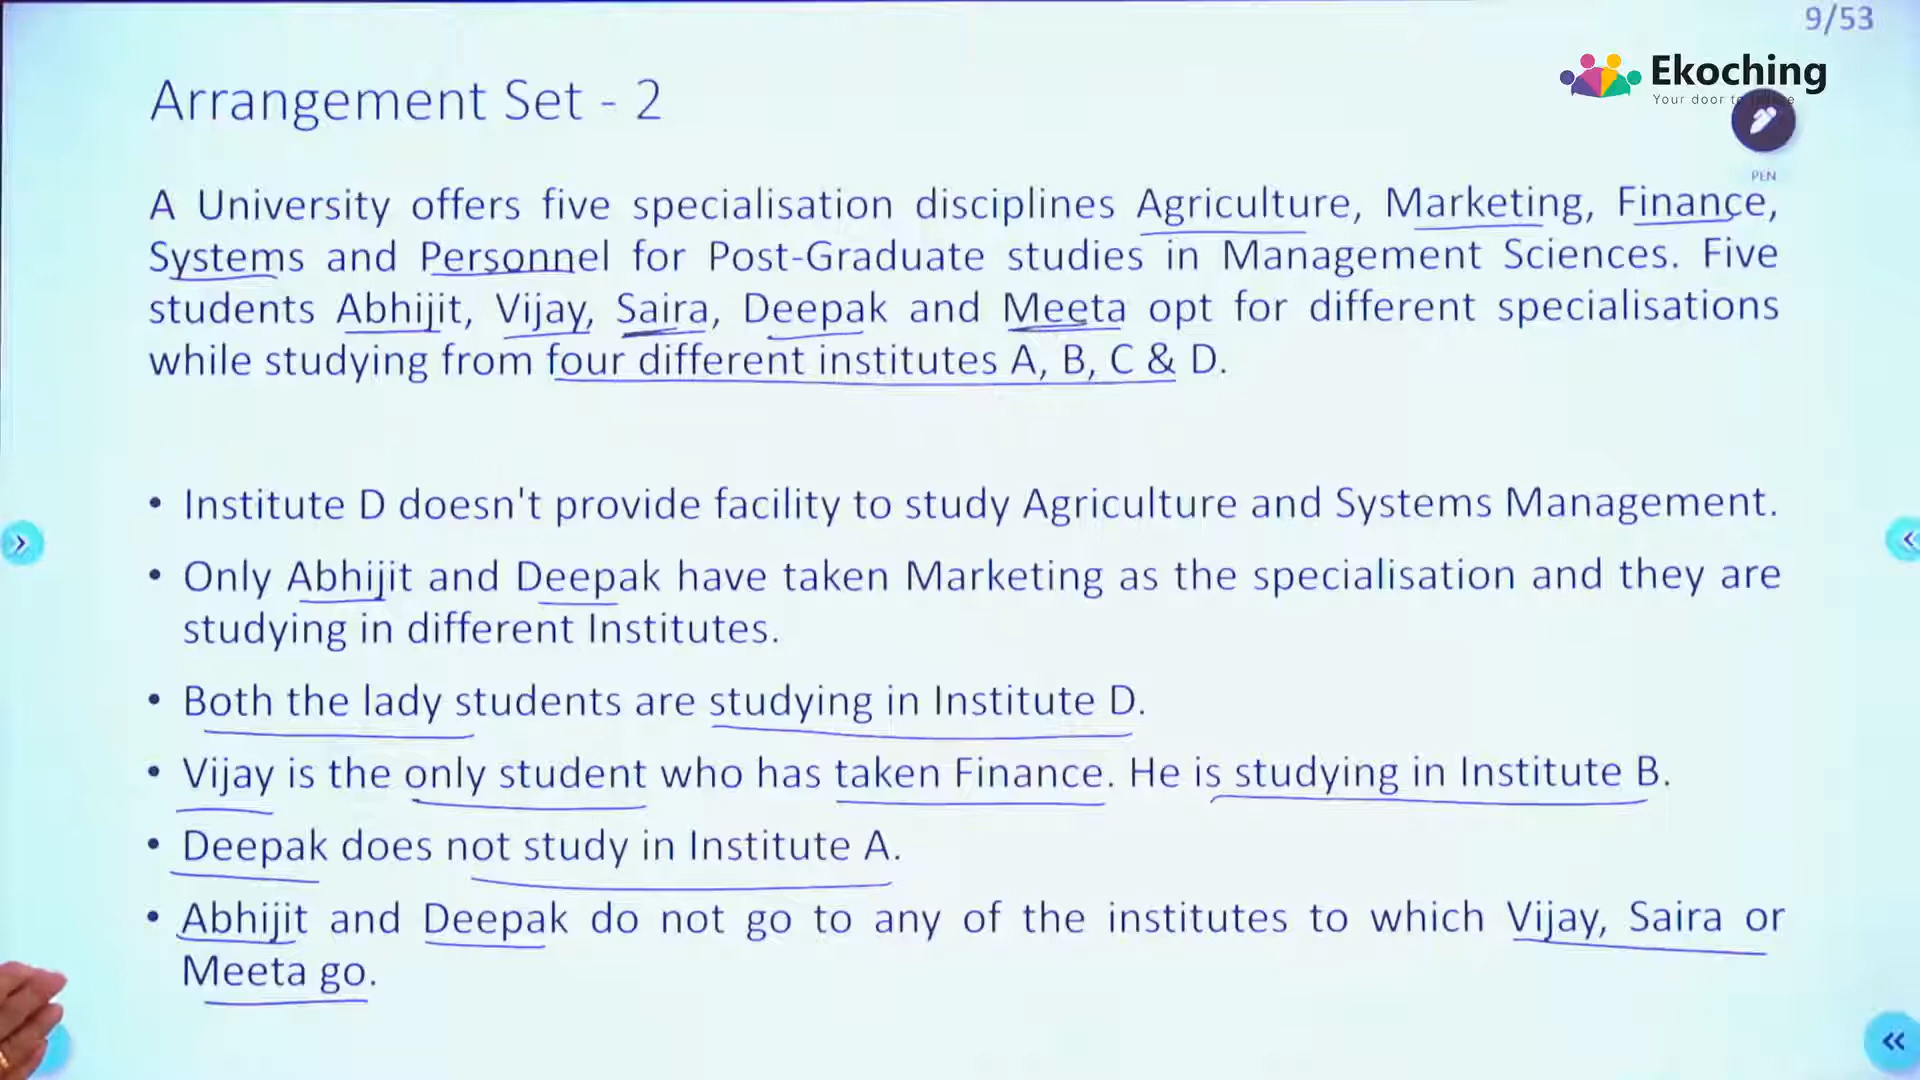 9/53
Ekoching
Your door to
PEN
Arrangement Set - 2
A University offers five specialisation disciplines Agriculture, Marketing, Finance,
Systems and Personnel for Post-Graduate studies in Management Sciences. Five
students Abhijit, Vijay, Saira, Deepak and Meeta opt for different specialisations
while studying from four different institutes A, B, C & D.
• Institute D doesn't provide facility to study Agriculture and Systems Management.
• Only Abhijit and Deepak have taken Marketing as the specialisation and they are
studying in different Institutes.
• Both the lady students are studying in Institute D.
• Vijay is the only student who has taken Finance. He is studying in Institute B.
• Deepak does not study in Institute A.
• Abhijit and Deepak do not go to any of the institutes to which Vijay, Saira or
Meeta go.